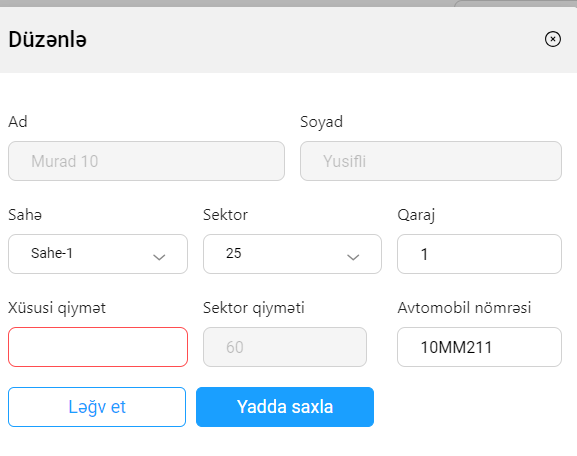 Düzənlə
Ad Soyad
Murad 10 Yusifli
Sahə Sektor Qaraj
Sahe-1 25 1
Xüsusi qiymət Sektor qiyməti Avtomobil nömrəsi
60 10MM211
Ləğv et Yadda saxla